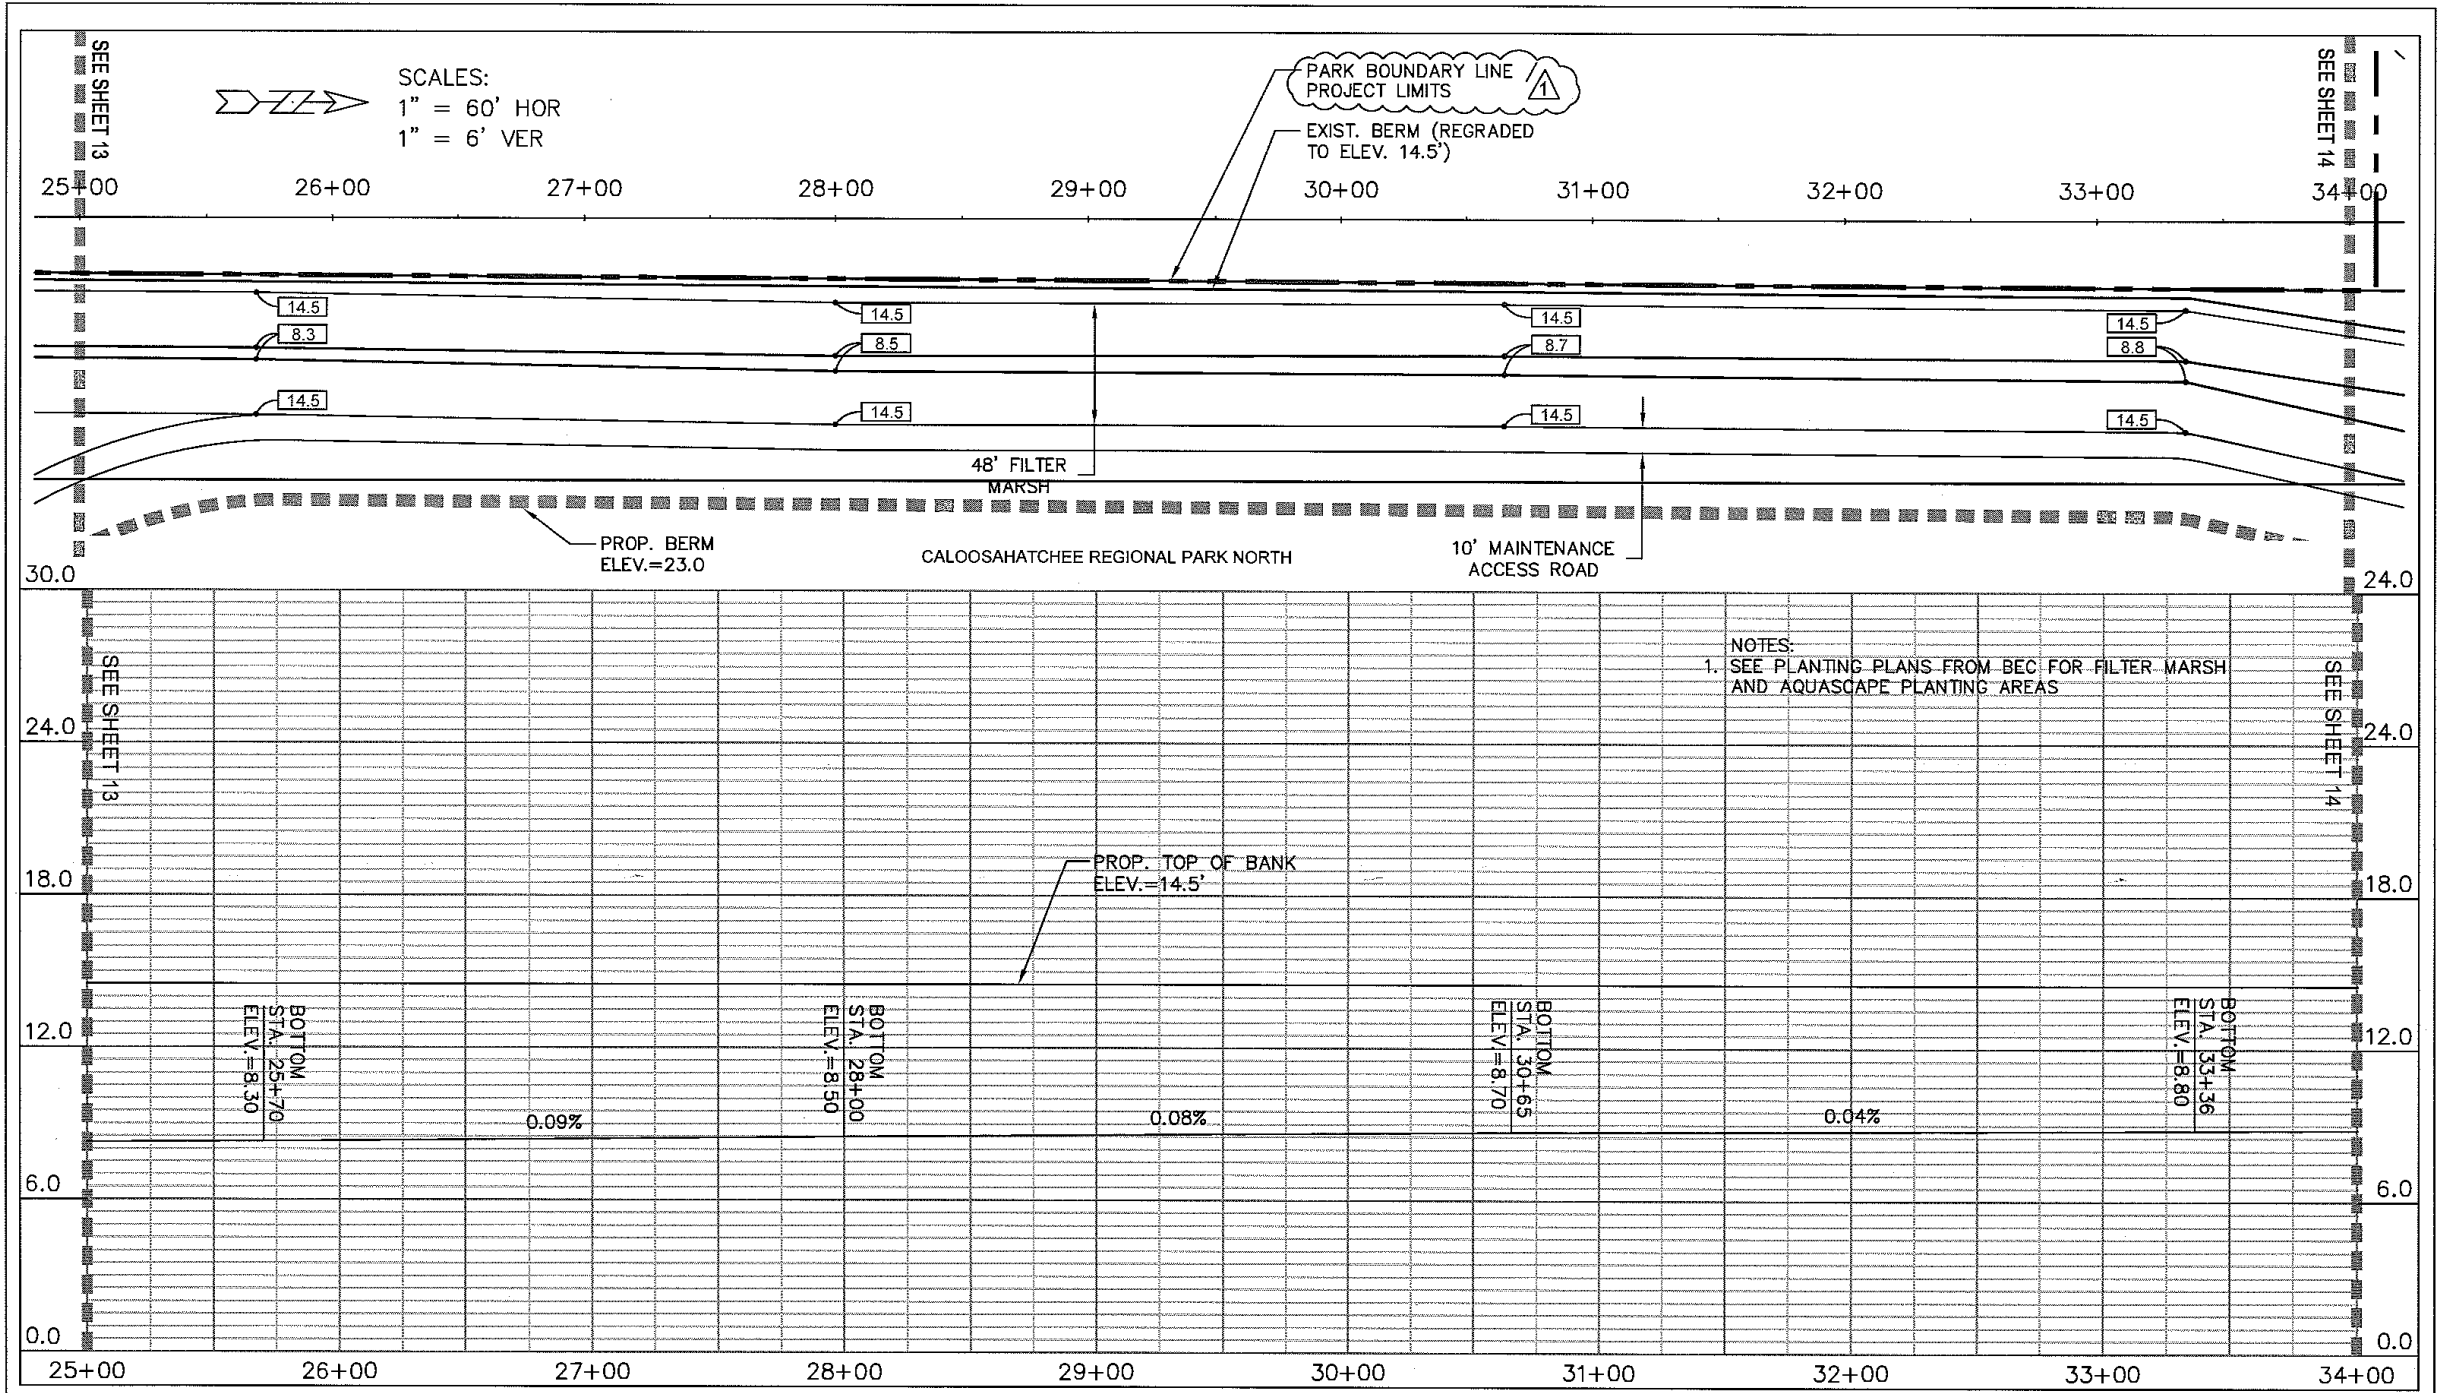 SEE SHEET 13
SCALES:
1" = 60' HOR
1" = 6' VER
PARK BOUNDARY LINE
PROJECT LIMITS
1
EXIST. BERM (REGRADED
TO ELEV. 14.5')
SEE SHEET 14
25+00 26+00 27+00 28+00 29+00 30+00 31+00 32+00 33+00 34+00
14.5 14.5 14.5 14.5
8.3 8.5 8.7 8.8
14.5 14.5 14.5 14.5
48' FILTER
MARSH
PROP. BERM
ELEV.=23.0
CALOOSAHATCHEE REGIONAL PARK NORTH
10' MAINTENANCE
ACCESS ROAD
30.0 24.0
NOTES:
1. SEE PLANTING PLANS FROM BEC FOR FILTER MARSH
AND AQUASCAPE PLANTING AREAS
SEE SHEET 13
SEE SHEET 14
24.0 24.0
PROP. TOP OF BANK
ELEV.=14.5'
18.0 18.0
BOTTOM
STA. 25+70
ELEV.=8.30
BOTTOM
STA. 28+00
ELEV.=8.50
BOTTOM
STA. 30+65
ELEV.=8.70
BOTTOM
STA. 33+36
ELEV.=8.80
12.0 12.0
0.09% 0.08% 0.04%
6.0 6.0
0.0 0.0
25+00 26+00 27+00 28+00 29+00 30+00 31+00 32+00 33+00 34+00